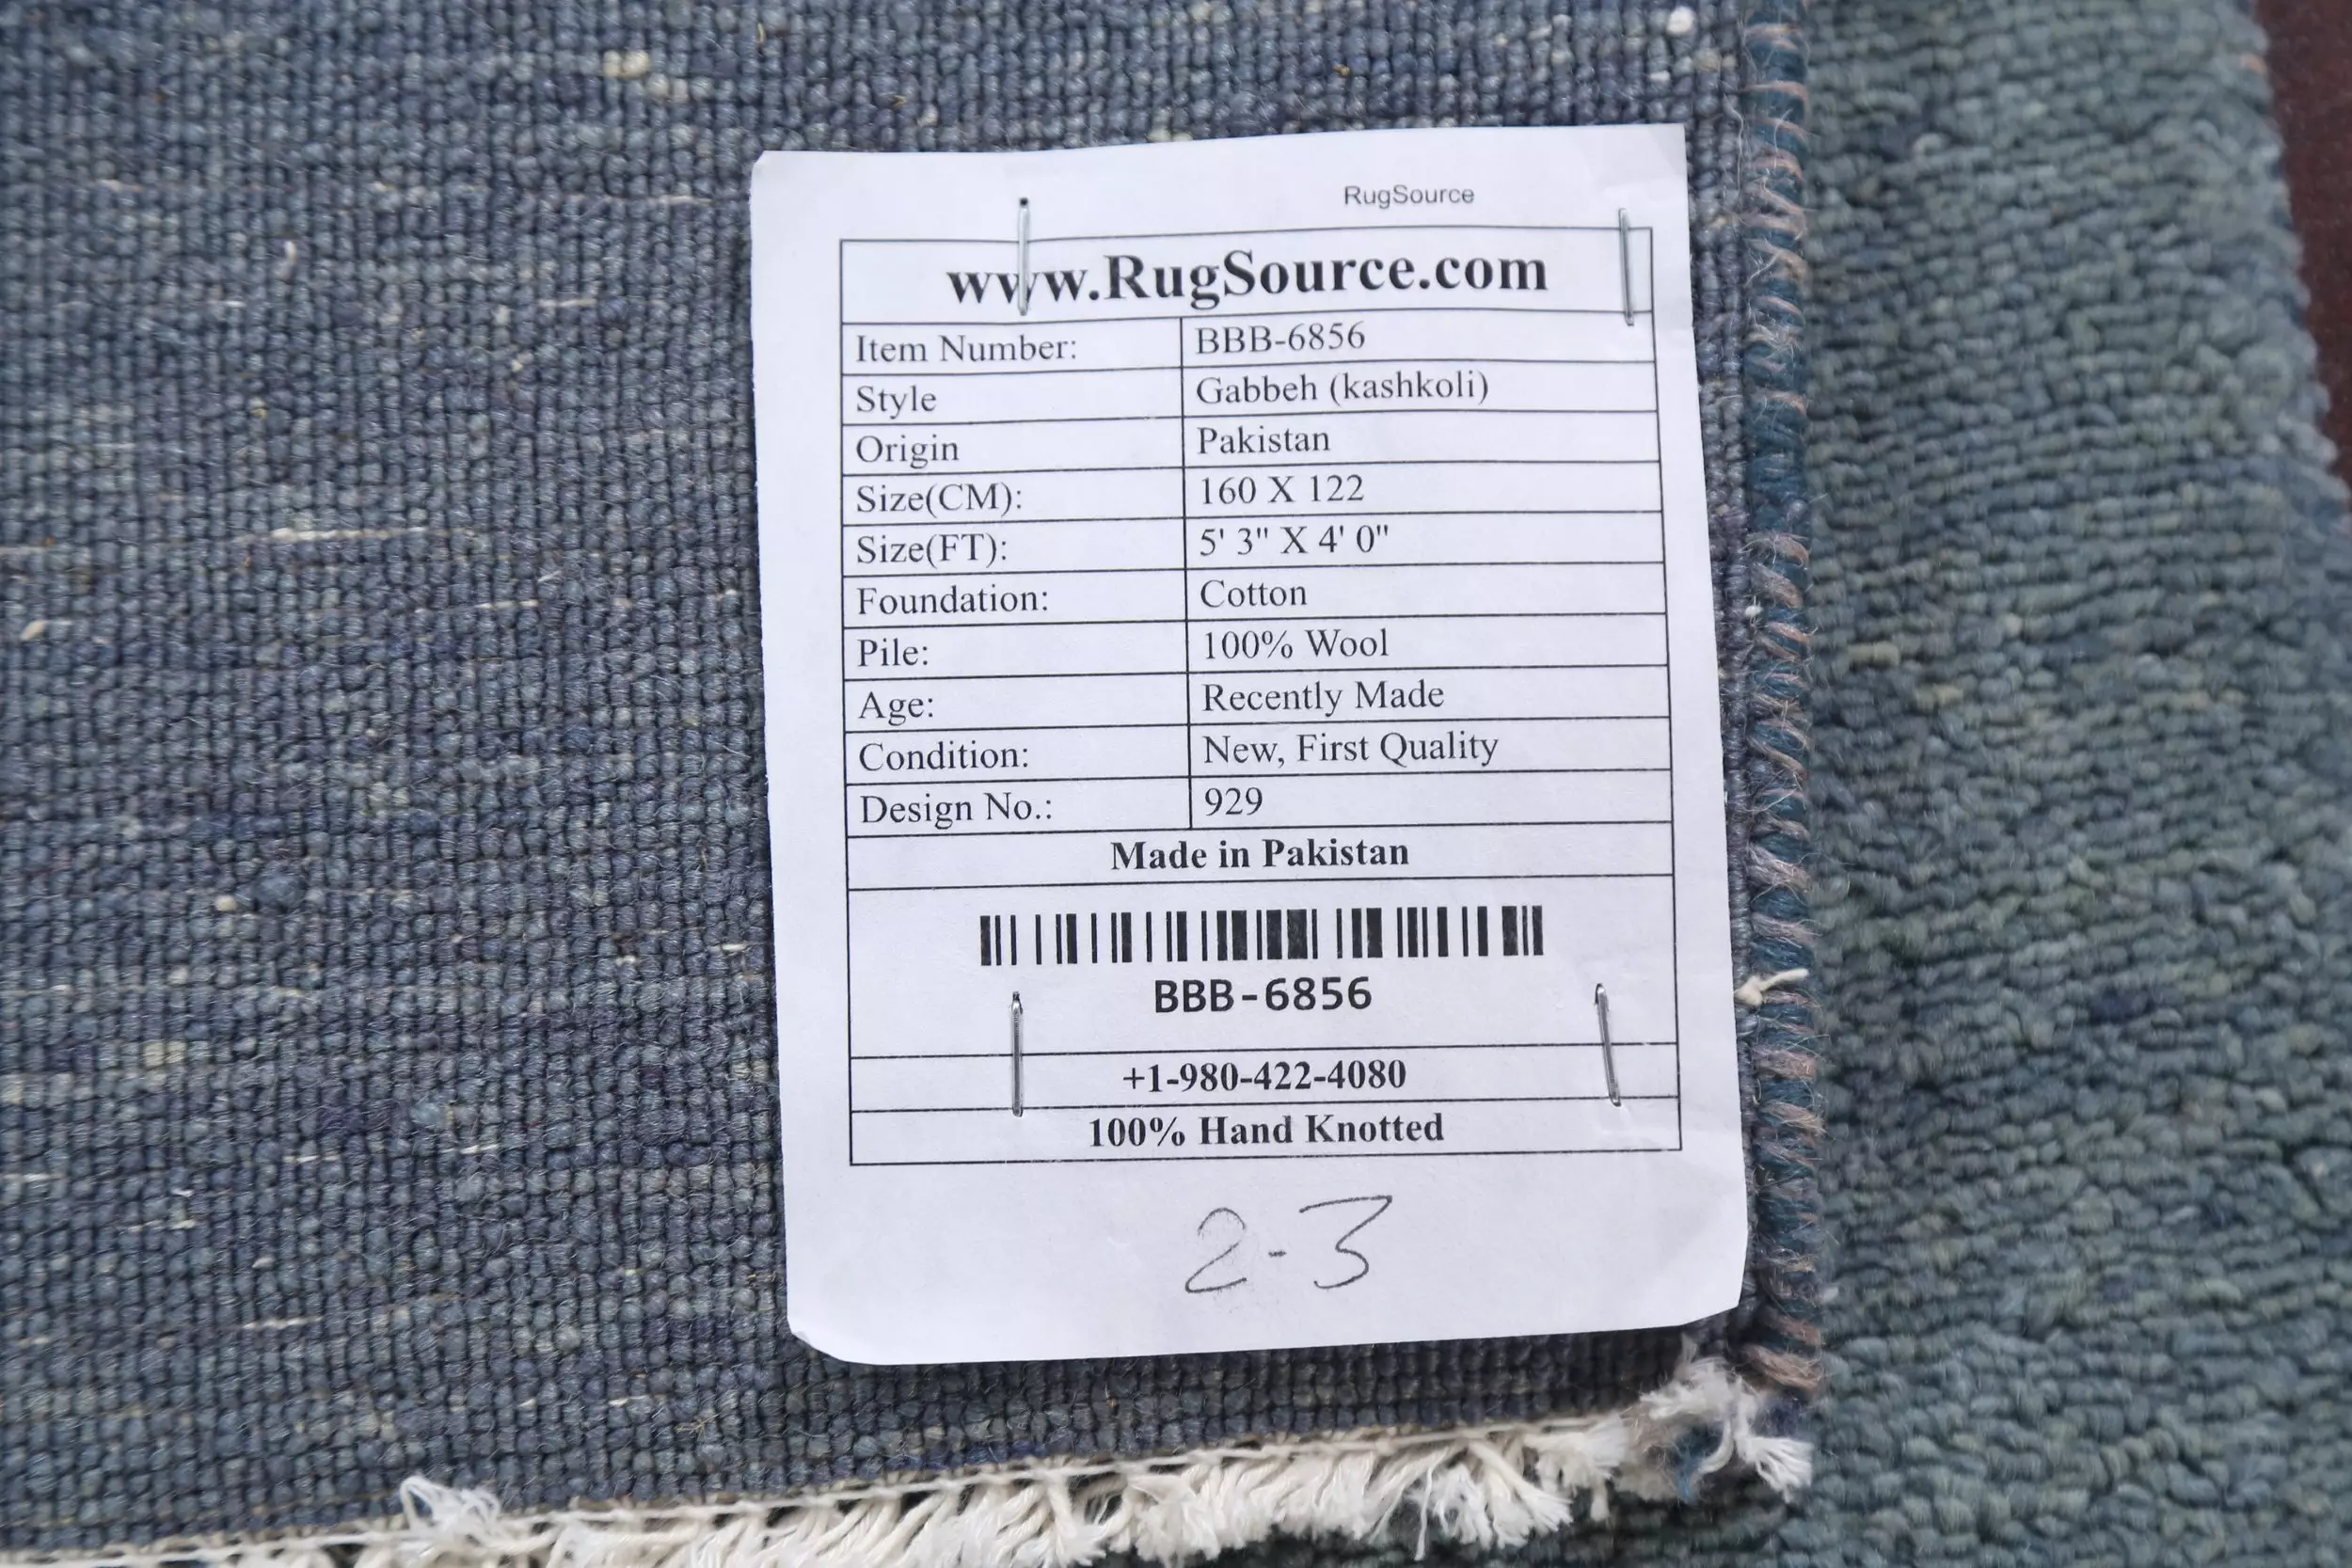 RugSource
www.RugSource.com
Item Number: BBB-6856
Style Gabbeh (kashkoli)
Origin Pakistan
Size(CM): 160 X 122
Size(FT): 5' 3" X 4' 0"
Foundation: Cotton
Pile: 100% Wool
Age: Recently Made
Condition: New, First Quality
Design No.: 929
Made in Pakistan
BBB-6856
+1-980-422-4080
100% Hand Knotted
2-3